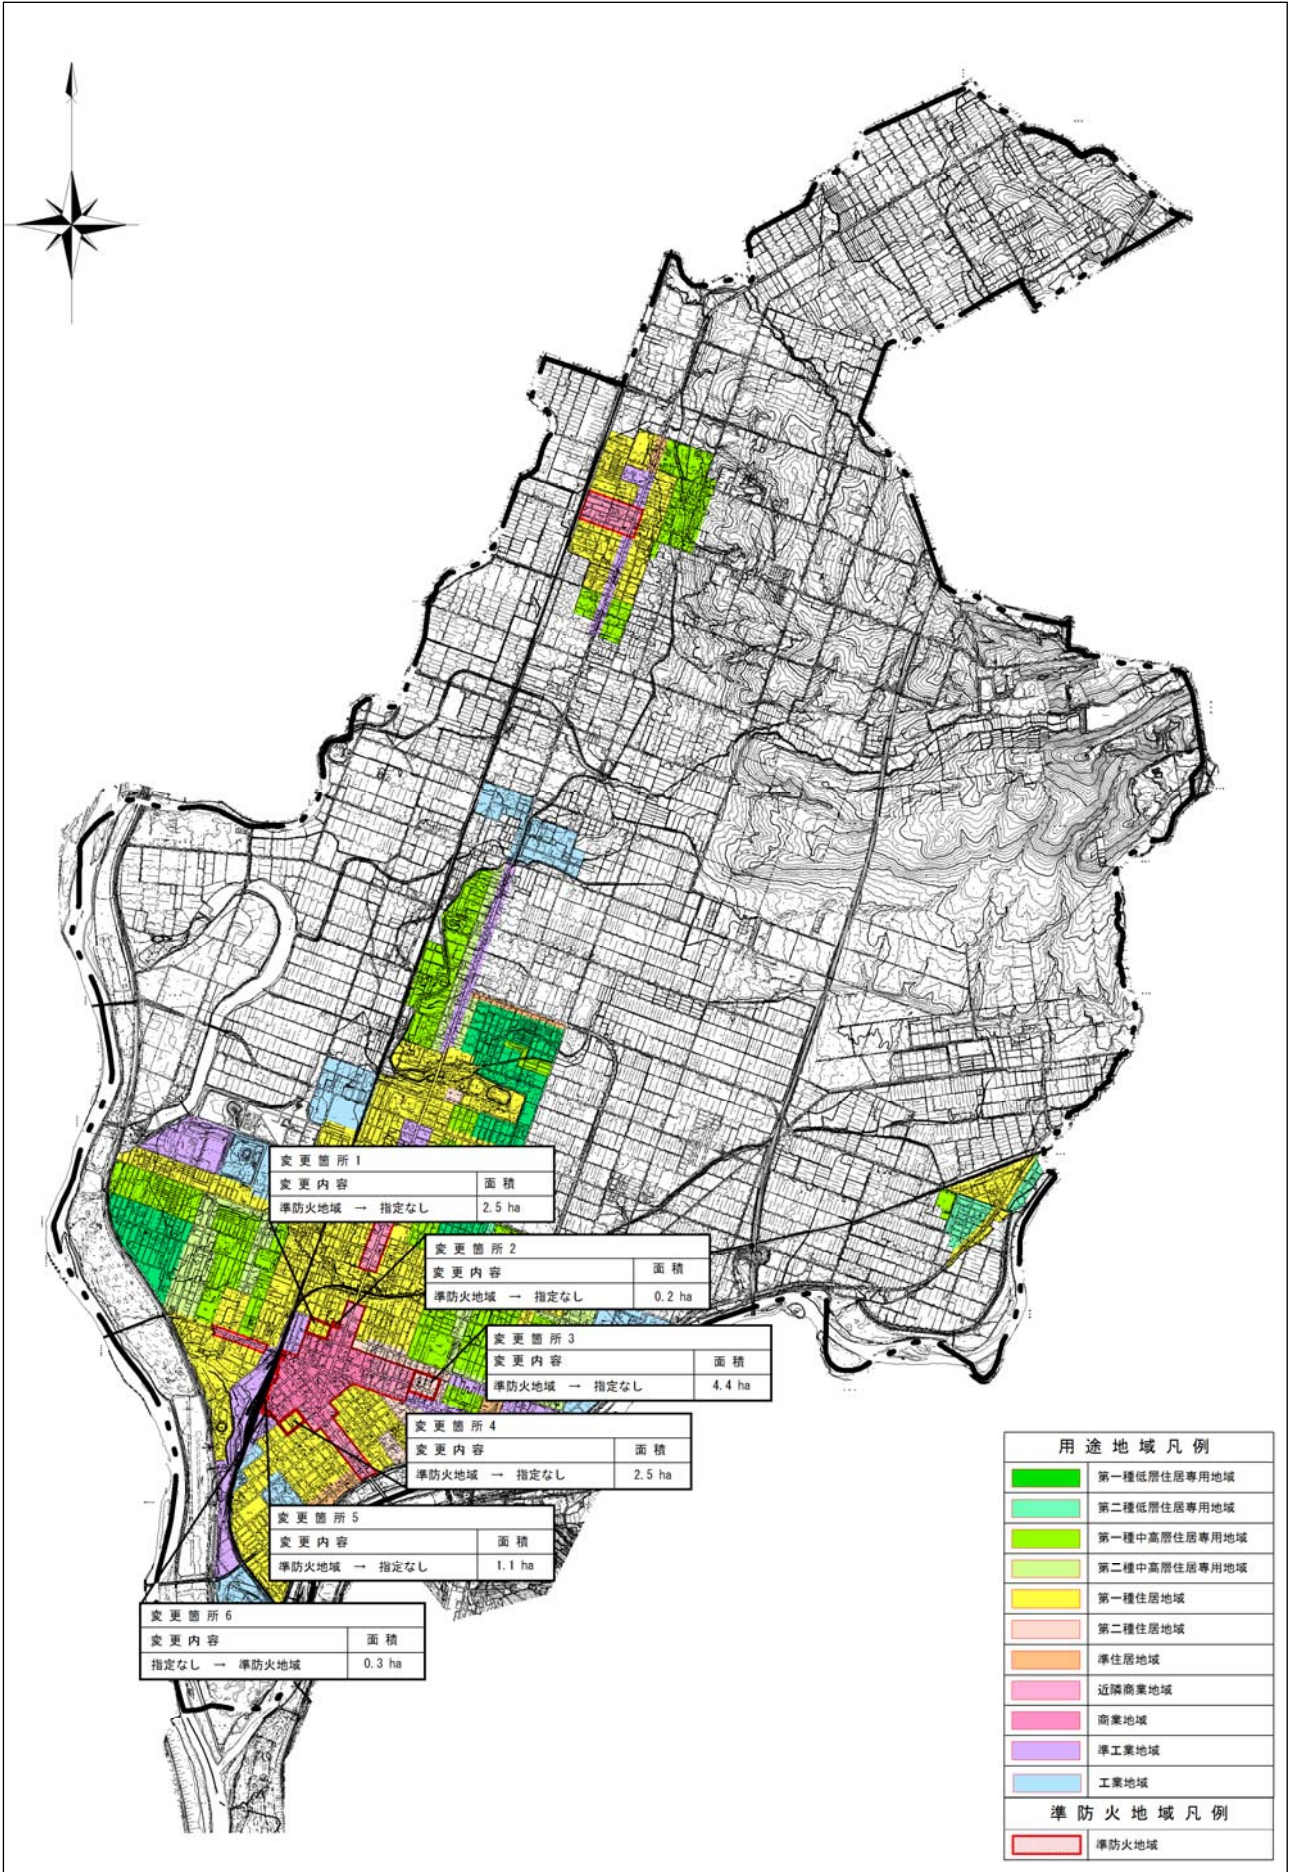 変更箇所1
変更内容 面積
準防火地域 → 指定なし 2.5 ha
変更箇所2
変更内容 面積
準防火地域 → 指定なし 0.2 ha
変更箇所3
変更内容 面積
準防火地域 → 指定なし 4.4 ha
変更箇所4
変更内容 面積
準防火地域 → 指定なし 2.5 ha
変更箇所5
変更内容 面積
準防火地域 → 指定なし 1.1 ha
変更箇所6
変更内容 面積
指定なし → 準防火地域 0.3 ha
用途地域凡例
第一種低層住居専用地域
第二種低層住居専用地域
第一種中高層住居専用地域
第二種中高層住居専用地域
第一種住居地域
第二種住居地域
準住居地域
近隣商業地域
商業地域
準工業地域
工業地域
準防火地域凡例
準防火地域